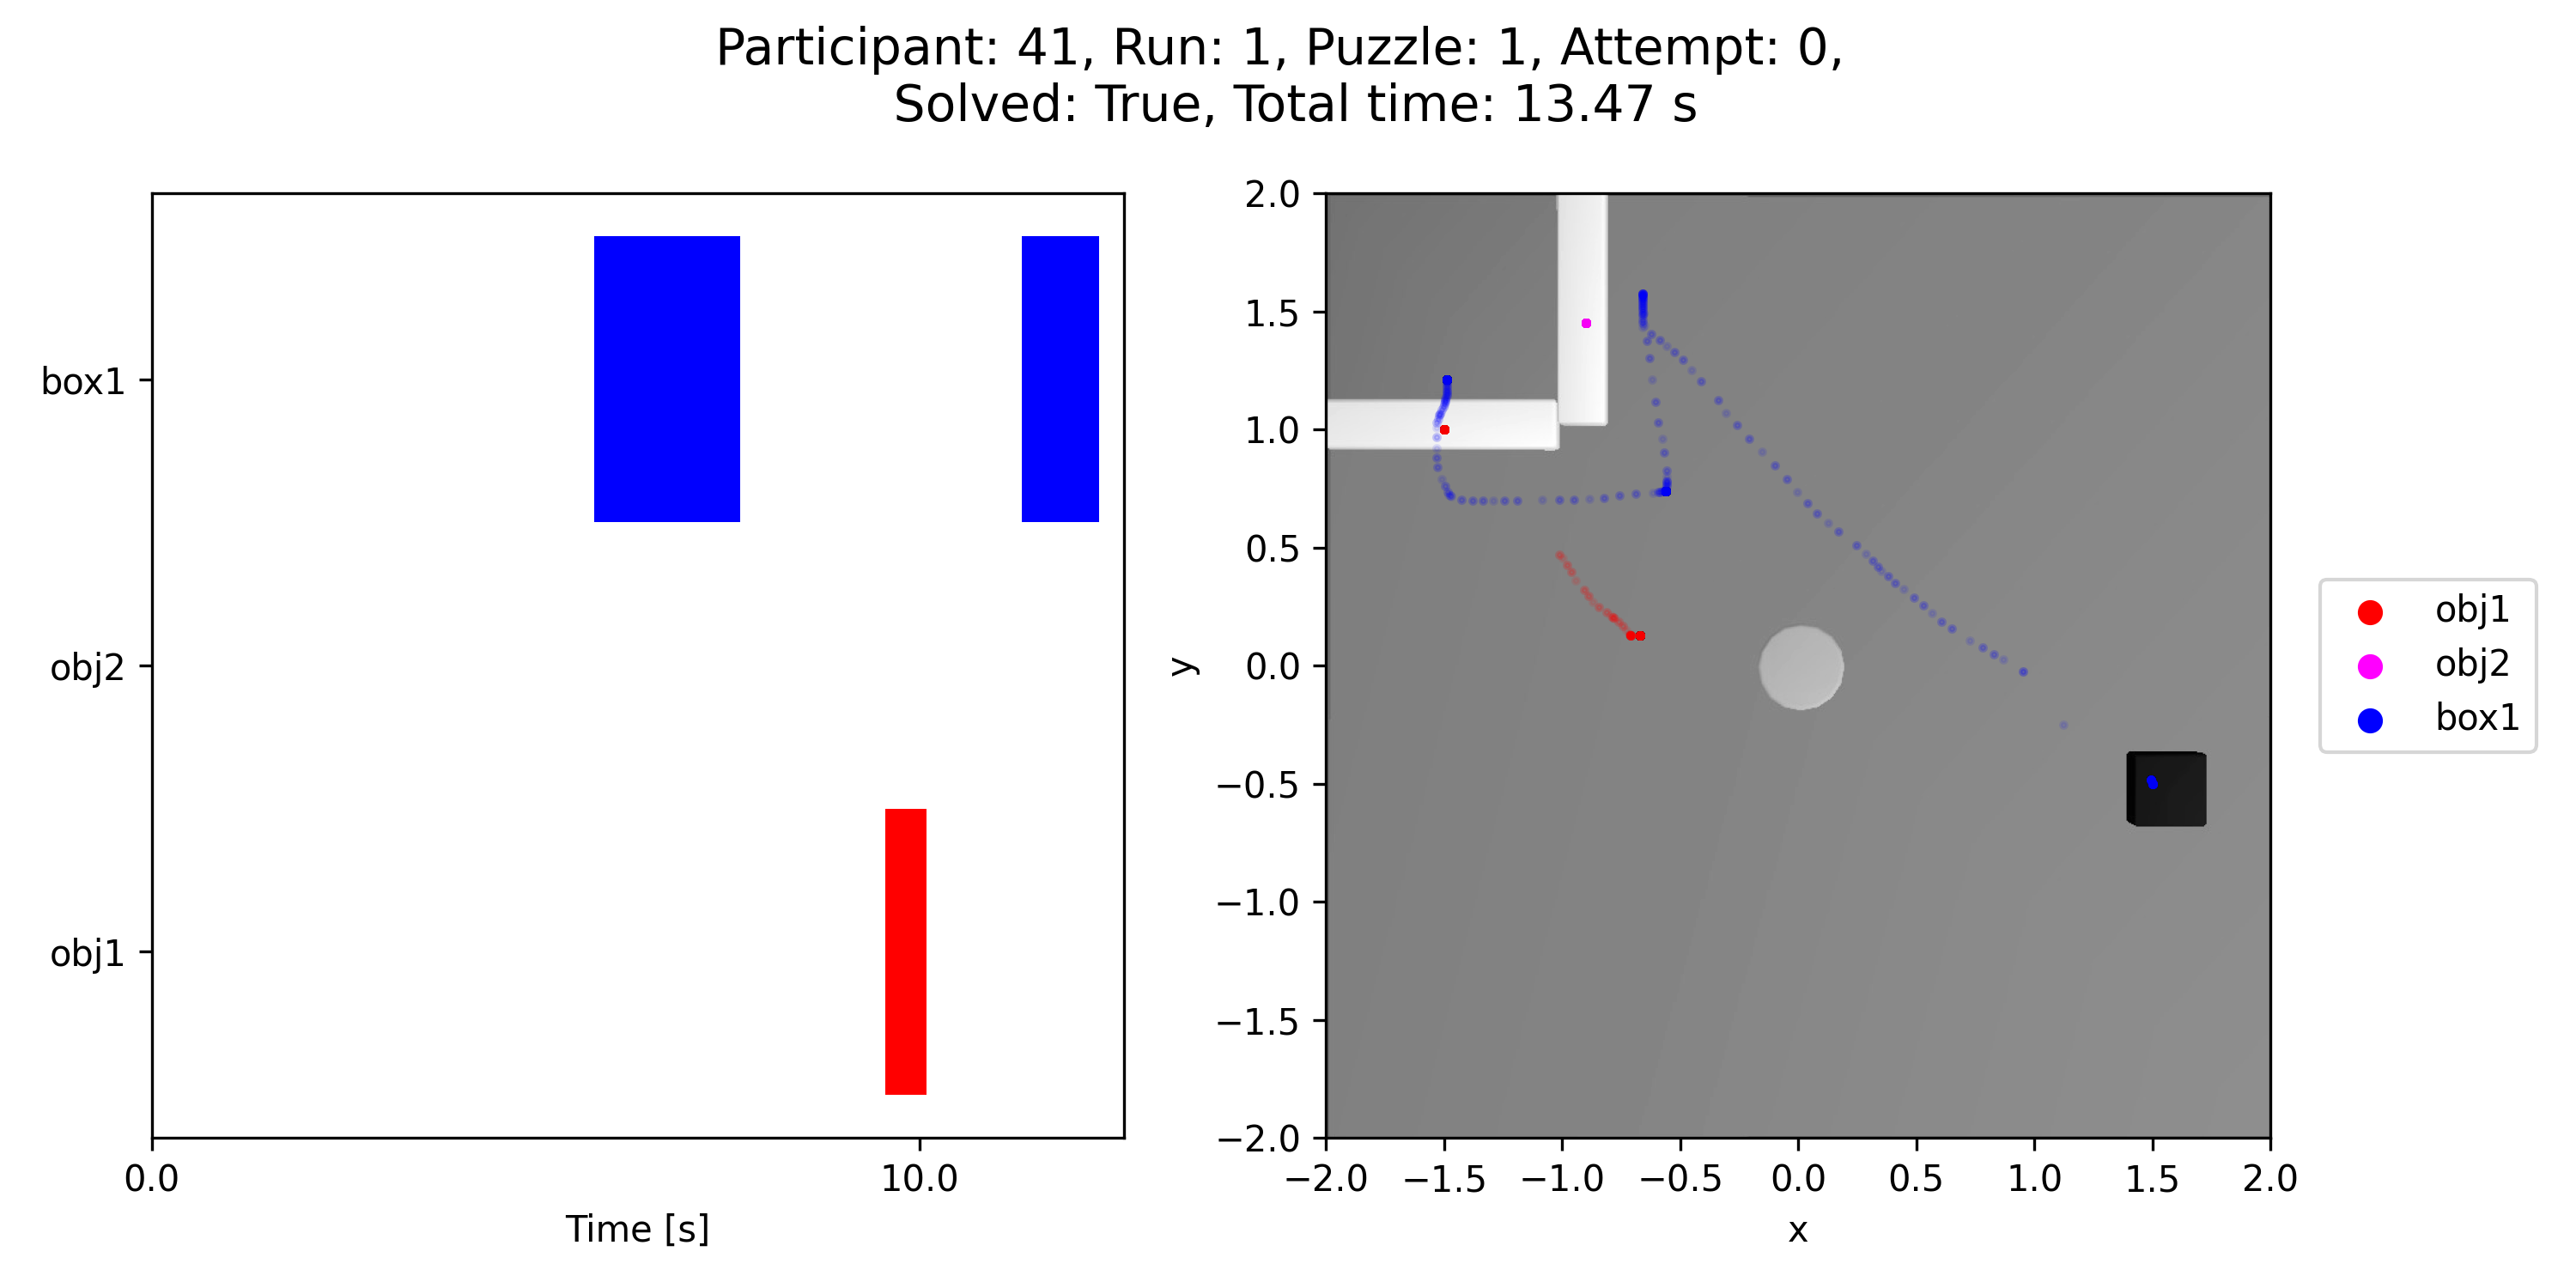 Participant: 41, Run: 1, Puzzle: 1, Attempt: 0,
Solved: True, Total time: 13.47 s
box1
obj2
obj1
0.0
10.0
Time [s]
2.0
1.5
1.0
0.5
0.0
−0.5
−1.0
−1.5
−2.0
y
−2.0
−1.5
−1.0
−0.5
0.0
0.5
1.0
1.5
2.0
x
obj1
obj2
box1